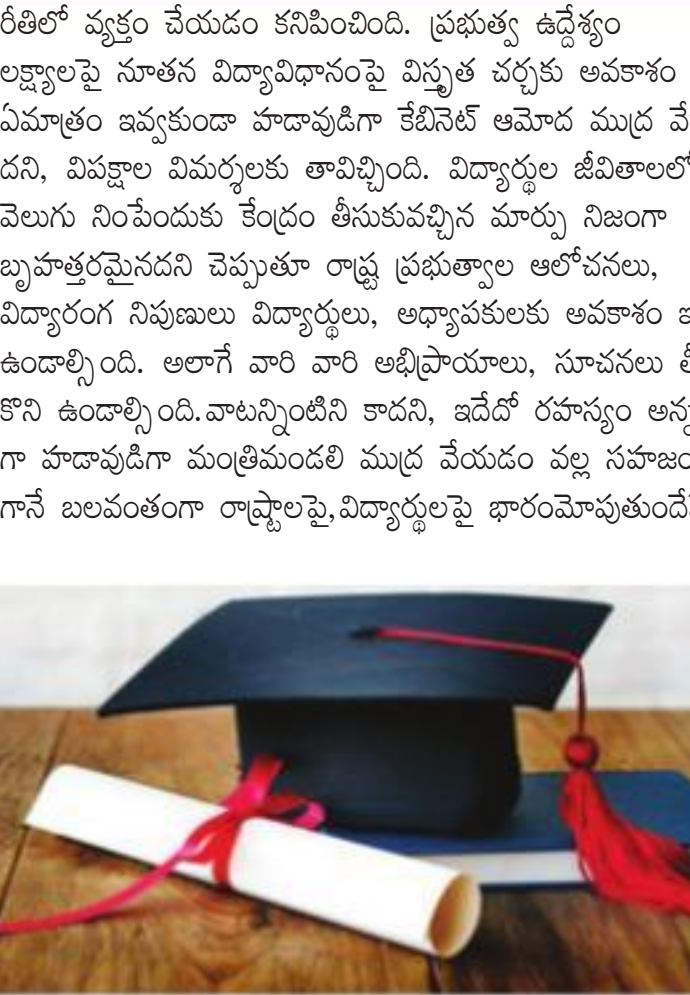 రీతిలో వ్యక్తం చేయడం కనిపించింది. ప్రభుత్వ ఉద్దేశ్యం
లక్ష్యాలపై నూతన విద్యావిధానంపై విస్తృత చర్చకు అవకాశం
ఏమాత్రం ఇవ్వకుండా హడావుడిగా కేబినెట్ ఆమోద ముద్ర వే
దని, విపక్షాల విమర్శలకు తావిచ్చింది. విద్యార్థుల జీవితాలలో
వెలుగు నింపేందుకు కేంద్రం తీసుకువచ్చిన మార్పు నిజంగా
బృహత్తరమైనదని చెప్పుతూ రాష్ట్ర ప్రభుత్వాల ఆలోచనలు,
విద్యారంగ నిపుణులు విద్యార్థులు, అధ్యాపకులకు అవకాశం
ఉండాల్సింది. అలాగే వారి వారి అభిప్రాయాలు, సూచనలు
కొని ఉండాల్సింది.వాటన్నింటిని కాదని, ఇదేదో రహస్యం
గా హడావుడిగా మంత్రిమండలి ముద్ర వేయడం వల్ల సహజం
గానే బలవంతంగా రాష్ట్రాలపై,విద్యార్థులపై భారంమోపుతుందే